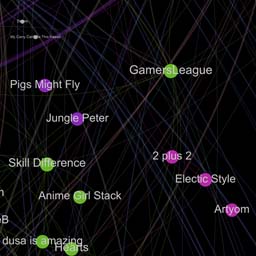 GamersLeague
Pigs Might Fly
Jungle Peter
2 plus 2
Skill Difference
Electic Style
Anime Girl Stack
Artyom
dusa is amazing
Hearts